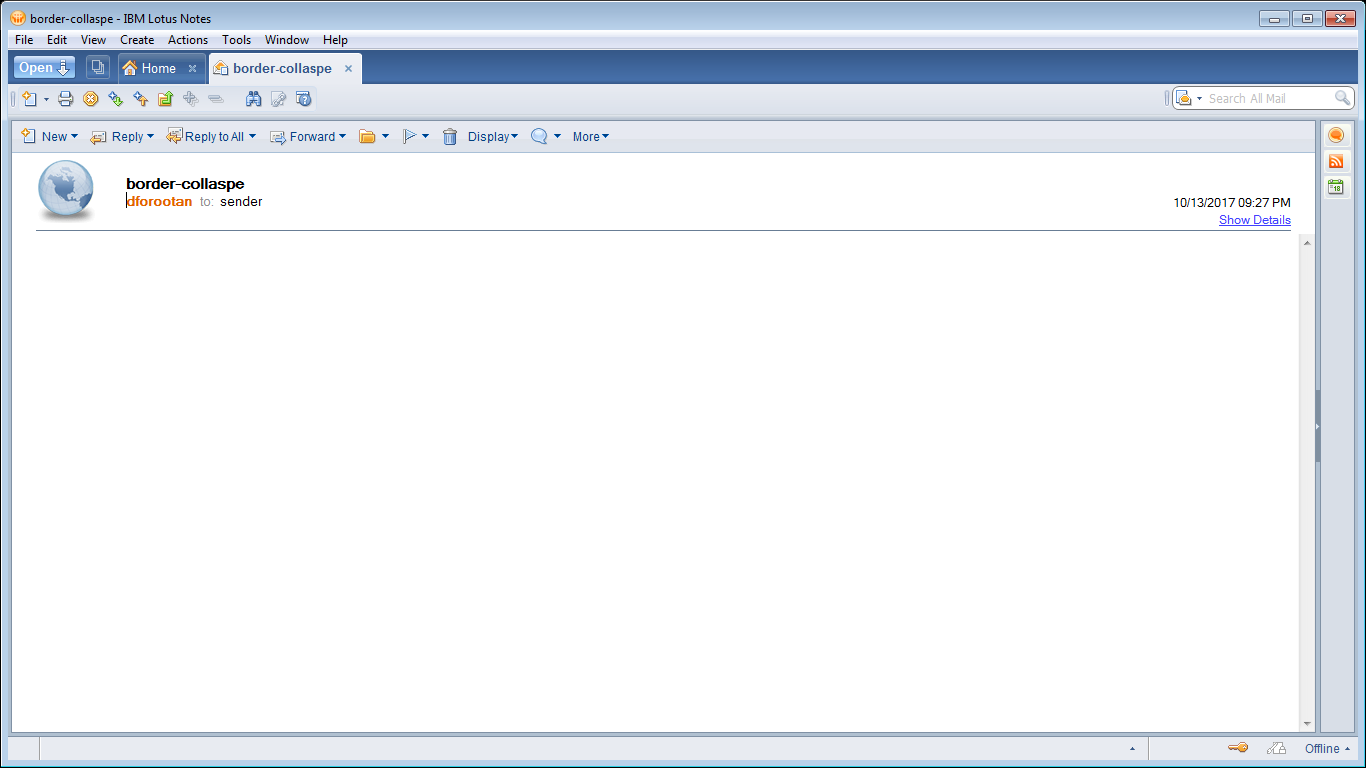 border-collaspe - IBM Lotus Notes
File Edit View Create Actions Tools Window Help
Open Home border-collaspe
Search All Mail
New Reply Reply to All Forward Display More
border-collaspe
dforootan to: sender
10/13/2017 09:27 PM
Show Details
18
Offline